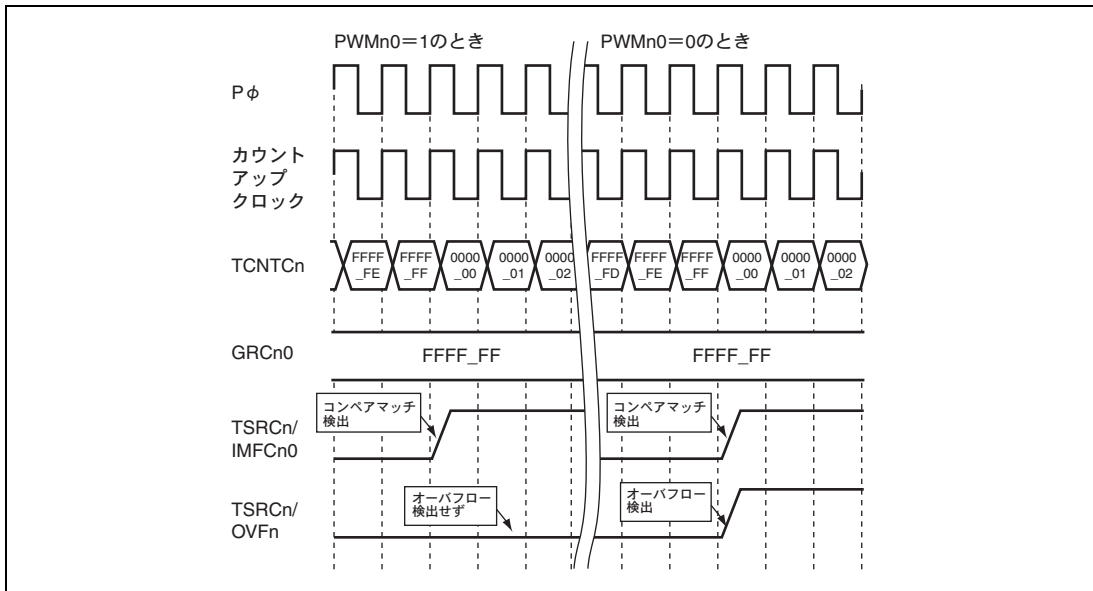 PWMn0=1のとき PWMn0=0のとき
Pφ
カウント
アップ
クロック
TCNTCn
FFFF FFFF 0000 0000 0000 FFFF FFFF FFFF 0000 0000 0000
_FE _FF _00 _01 _02 _FD _FE _FF _00 _01 _02
GRCn0
FFFF_FF FFFF_FF
コンペアマッチ
検出
コンペアマッチ
検出
TSRCn/
IMFCn0
オーバフロー
検出せず
オーバフロー
検出
TSRCn/
OVFn